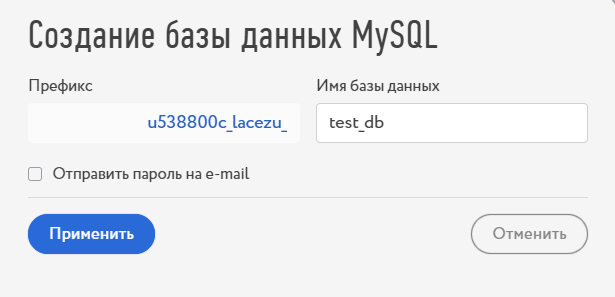 Создание базы данных MySQL
Префикс
Имя базы данных
u538800c_lacezu_
test_db
Отправить пароль на e-mail
Применить
Отменить